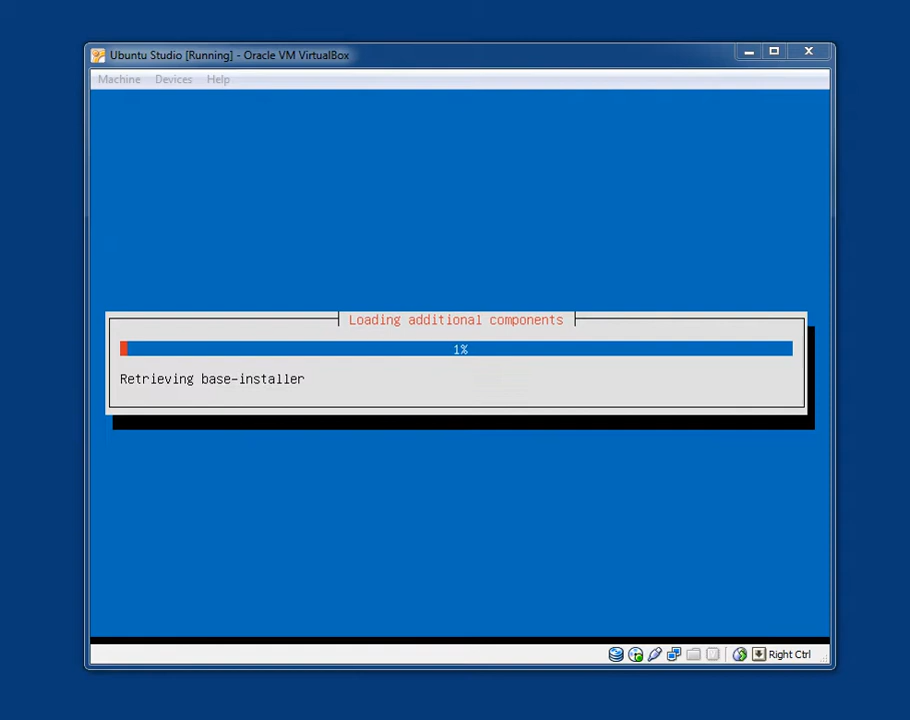 Ubuntu Studio [Running] - Oracle VM VirtualBox
Machine Devices Help
Loading additional components
1%
Retrieving base-installer
Right Ctrl